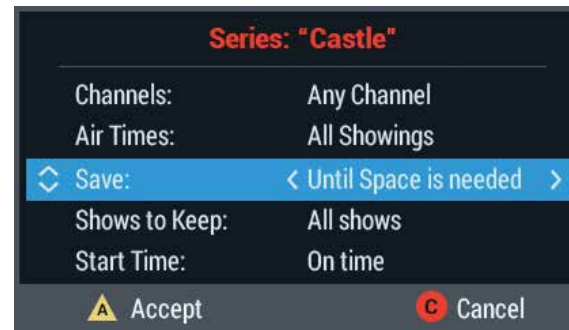 Series: "Castle"
Channels: Any Channel
Air Times: All Showings
Save: Until Space is needed
Shows to Keep: All shows
Start Time: On time
A Accept C Cancel